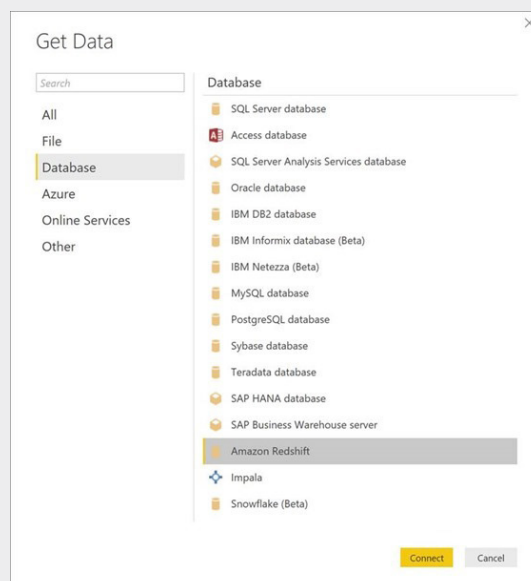 Get Data
Search
All
File
Database
Azure
Online Services
Other
Database
SQL Server database
Access database
SQL Server Analysis Services database
Oracle database
IBM DB2 database
IBM Informix database (Beta)
IBM Netezza (Beta)
MySQL database
PostgreSQL database
Sybase database
Teradata database
SAP HANA database
SAP Business Warehouse server
Amazon Redshift
Impala
Snowflake (Beta)
Connect
Cancel